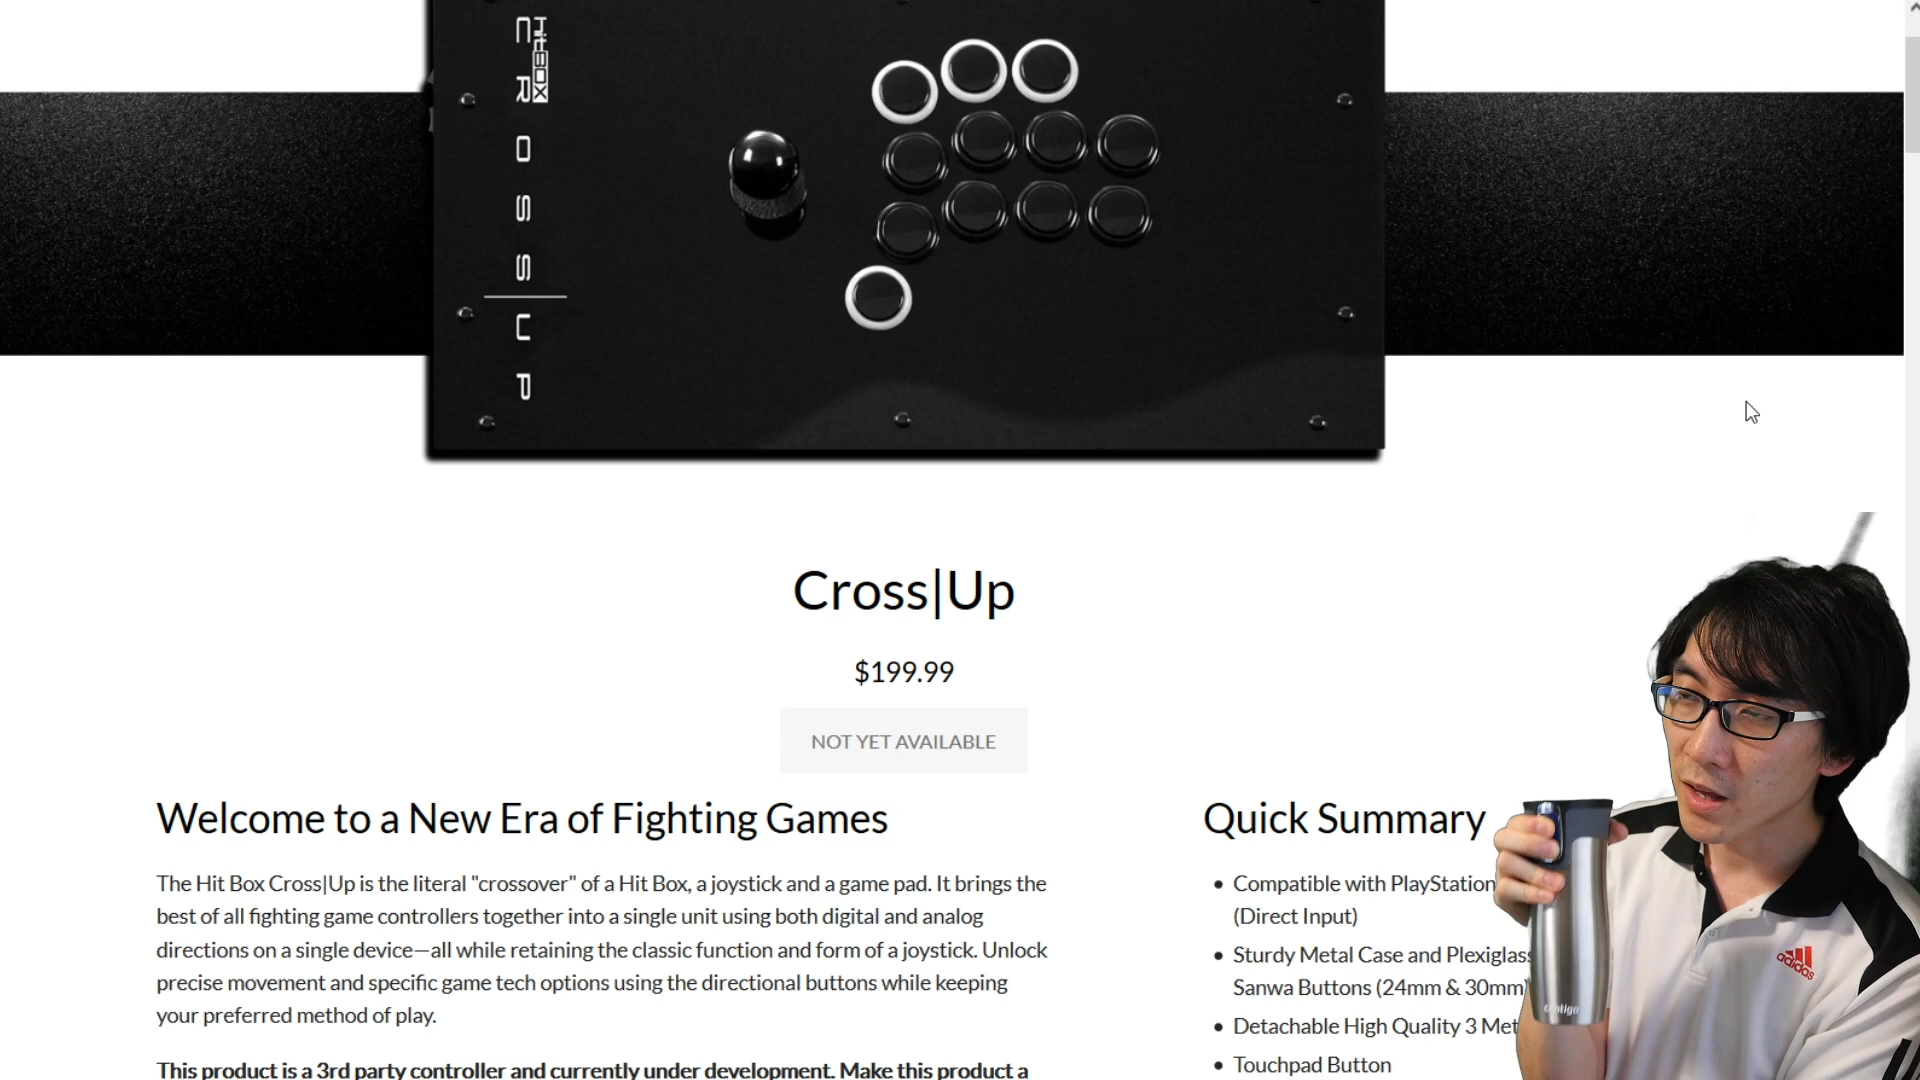 hitBOX
CROSS|UP
Cross|Up
$199.99
NOT YET AVAILABLE
Welcome to a New Era of Fighting Games
The Hit Box Cross|Up is the literal "crossover" of a Hit Box, a joystick and a game pad. It brings the
best of all fighting game controllers together into a single unit using both digital and analog
directions on a single device—all while retaining the classic function and form of a joystick. Unlock
precise movement and specific game tech options using the directional buttons while keeping
your preferred method of play.
This product is a 3rd party controller and currently under development. Make this product a
Quick Summary
• Compatible with PlayStation
(Direct Input)
• Sturdy Metal Case and Plexiglass
Sanwa Buttons (24mm & 30mm)
• Detachable High Quality 3 Met
• Touchpad Button
contigo
adidas